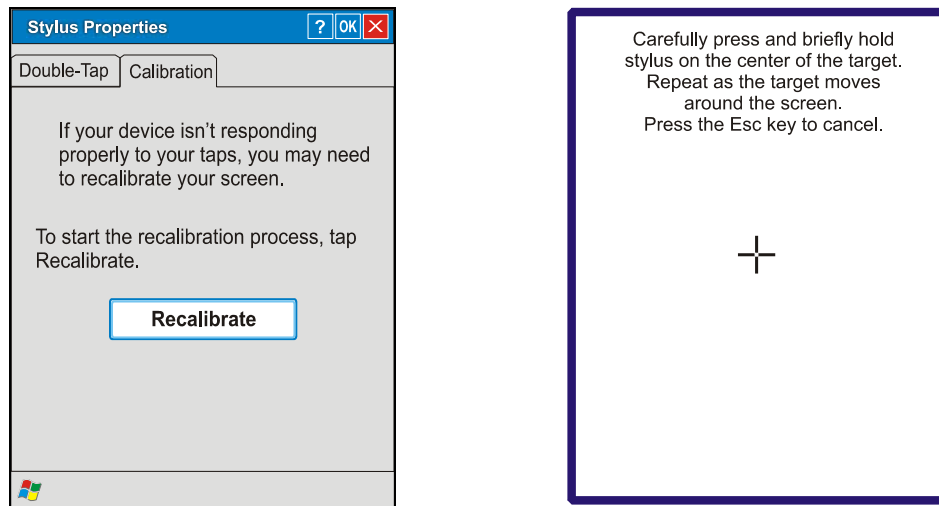 Stylus Properties
? OK
Double-Tap Calibration
If your device isn't responding
properly to your taps, you may need
to recalibrate your screen.
To start the recalibration process, tap
Recalibrate.
Recalibrate
Carefully press and briefly hold
stylus on the center of the target.
Repeat as the target moves
around the screen.
Press the Esc key to cancel.